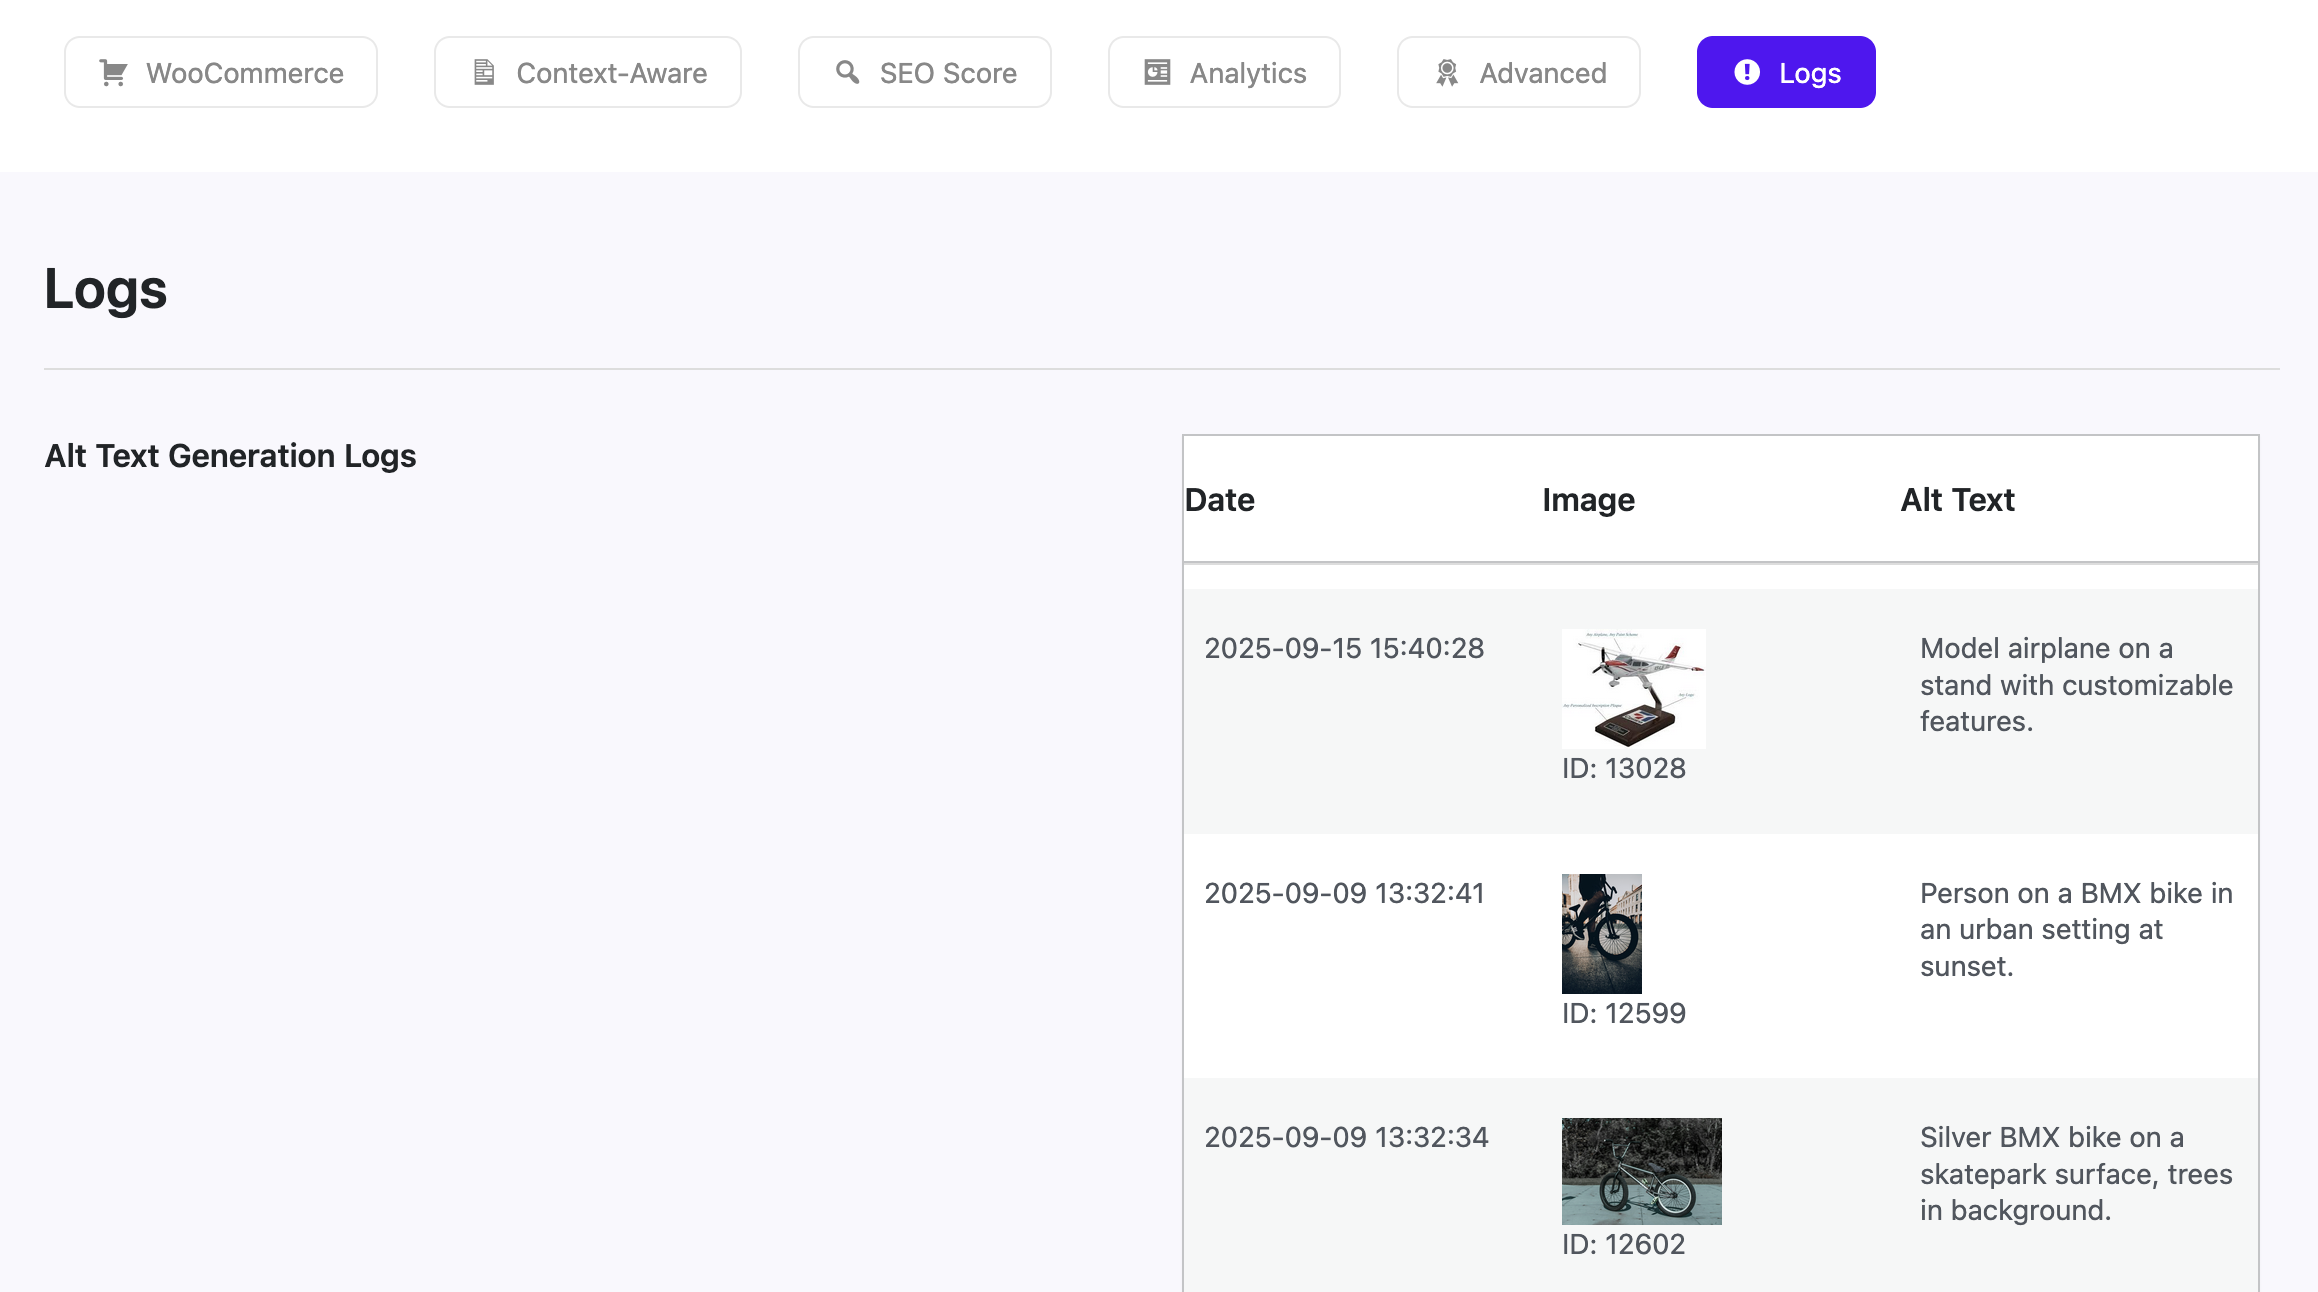 WooCommerce
Context-Aware
SEO Score
Analytics
Advanced
Logs
Logs
Alt Text Generation Logs
Date
Image
Alt Text
2025-09-15 15:40:28
ID: 13028
Model airplane on a
stand with customizable
features.
2025-09-09 13:32:41
ID: 12599
Person on a BMX bike in
an urban setting at
sunset.
2025-09-09 13:32:34
ID: 12602
Silver BMX bike on a
skatepark surface, trees
in background.